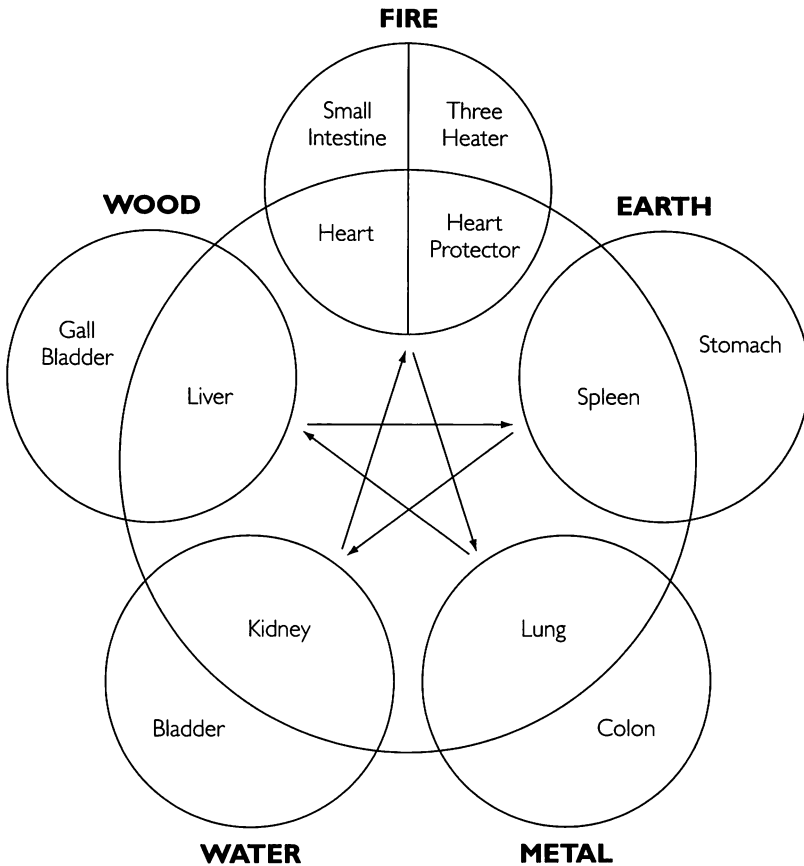 FIRE
Small
Intestine
Three
Heater
Heart
Heart
Protector
WOOD
Gall
Bladder
Liver
EARTH
Stomach
Spleen
Kidney
Bladder
WATER
Lung
Colon
METAL